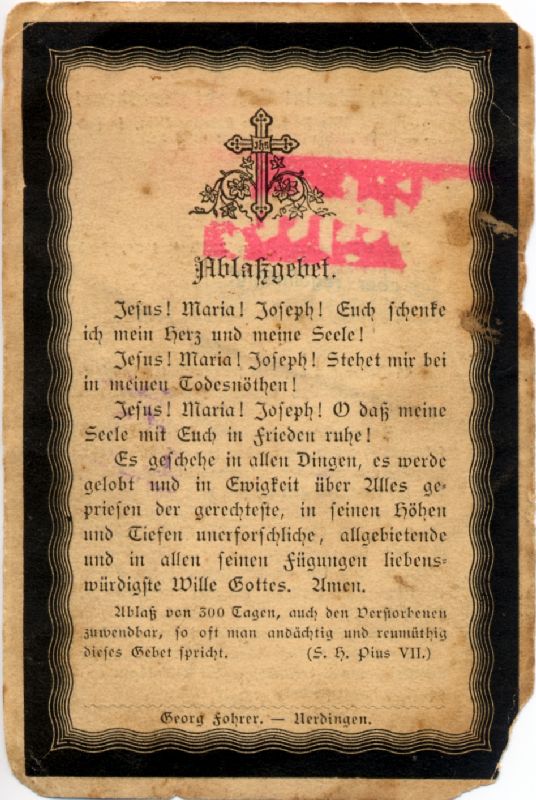 Jhs
Ablaßgebet.
Jesus! Maria! Joseph! Euch schenke
ich mein Herz und meine Seele!
Jesus! Maria! Joseph! Stehet mir bei
in meinen Todesnöthen!
Jesus! Maria! Joseph! O daß meine
Seele mit Euch in Frieden ruhe!
Es geschehe in allen Dingen, es werde
gelobt und in Ewigkeit über Alles ge-
priesen der gerechteste, in seinen Höhen
und Tiefen unerforschliche, allgebietende
und in allen seinen Fügungen liebens-
würdigste Wille Gottes. Amen.
Ablaß von 300 Tagen, auch den Verstorbenen
zuwendbar, so oft man andächtig und reumüthig
dieses Gebet spricht. (S. H. Pius VII.)
Georg Fohrer. — Uerdingen.